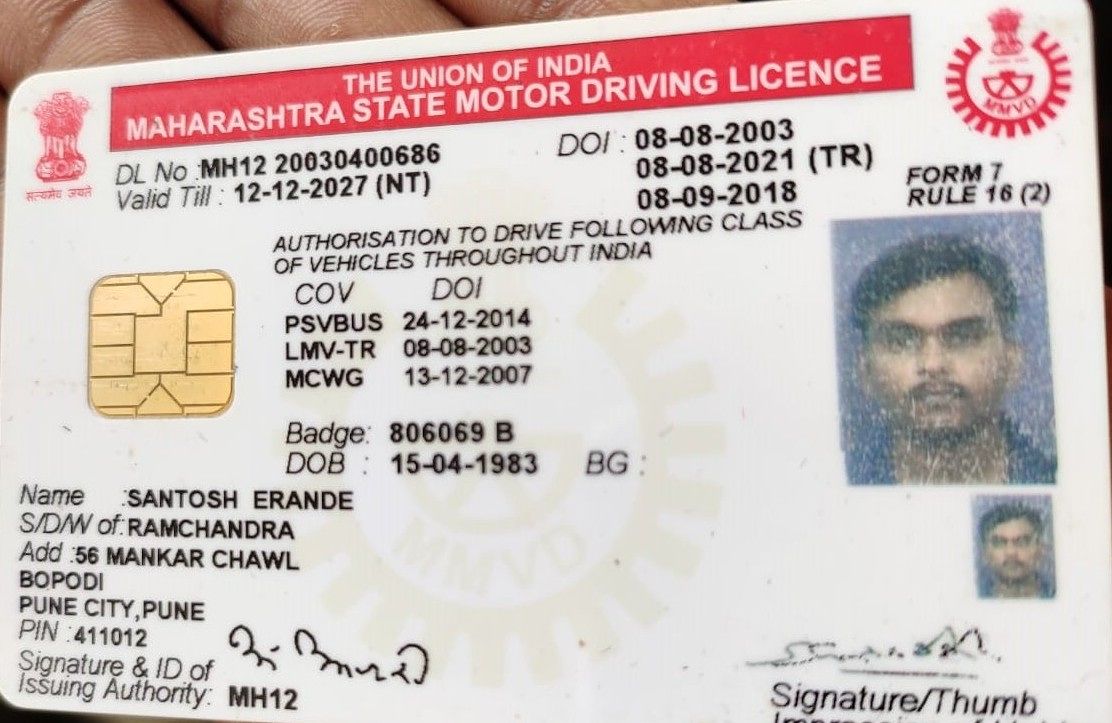 THE UNION OF INDIA
MAHARASHTRA STATE MOTOR DRIVING LICENCE
सत्यमेव जयते
MMVD
DL No :MH12 20030400686
DOI : 08-08-2003
Valid Till : 12-12-2027 (NT)
08-08-2021 (TR)
08-09-2018
FORM 7
RULE 16 (2)
AUTHORISATION TO DRIVE FOLLOWING CLASS
OF VEHICLES THROUGHOUT INDIA
COV DOI
PSVBUS 24-12-2014
LMV-TR 08-08-2003
MCWG 13-12-2007
Badge: 806069 B
DOB : 15-04-1983 BG :
Name :SANTOSH ERANDE
S/D/W of:RAMCHANDRA
Add :56 MANKAR CHAWL
BOPODI
PUNE CITY,PUNE
PIN :411012
MMVD
Signature & ID of
Issuing Authority: MH12
Signature/Thumb